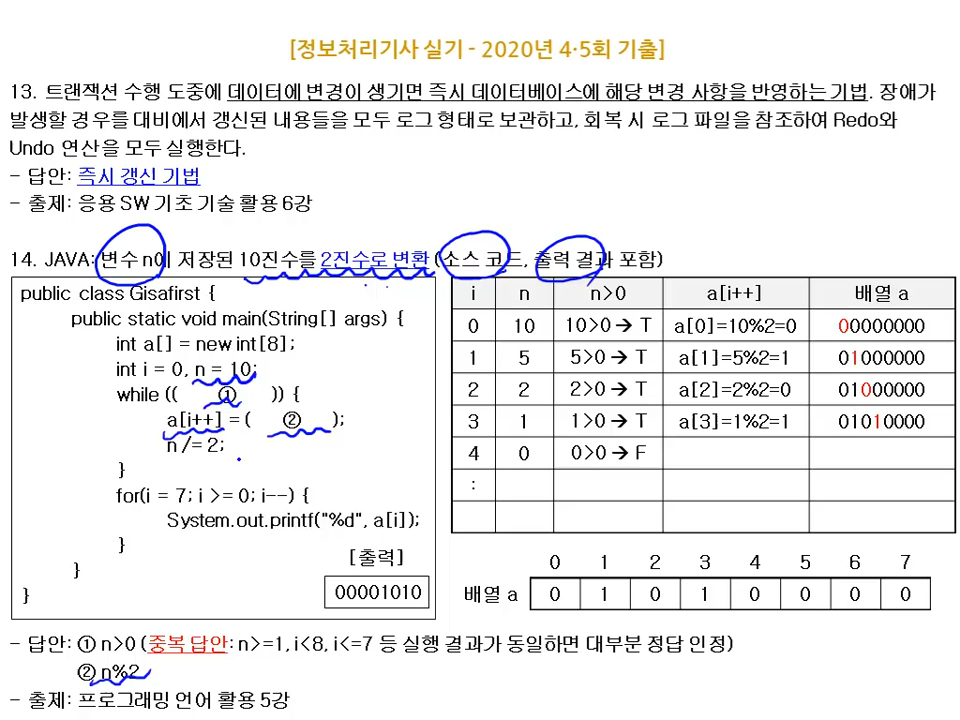 [정보처리기사 실기 - 2020년 4·5회 기출]
13. 트랜잭션 수행 도중에 데이터에 변경이 생기면 즉시 데이터베이스에 해당 변경 사항을 반영하는 기법. 장애가
발생할 경우를 대비에서 갱신된 내용들을 모두 로그 형태로 보관하고, 회복 시 로그 파일을 참조하여 Redo와
Undo 연산을 모두 실행한다.
- 답안: 즉시 갱신 기법
- 출제: 응용 SW 기초 기술 활용 6강
14. JAVA: 변수 n에 저장된 10진수를 2진수로 변환 (소스 코드, 출력 결과 포함)
public class Gisafirst {
public static void main(String[] args) {
int a[] = new int[8];
int i = 0, n = 10;
while (( ① )) {
a[i++] = ( ② );
n /= 2;
}
for(i = 7; i >= 0; i--) {
System.out.printf("%d", a[i]);
}
}
}
[출력]
00001010
i n n>0 a[i++] 배열 a
0 10 10>0 → T a[0]=10%2=0 00000000
1 5 5>0 → T a[1]=5%2=1 01000000
2 2 2>0 → T a[2]=2%2=0 01000000
3 1 1>0 → T a[3]=1%2=1 01010000
4 0 0>0 → F
:
0 1 2 3 4 5 6 7
배열 a 0 1 0 1 0 0 0 0
- 답안: ① n>0 (중복 답안: n>=1, i<8, i<=7 등 실행 결과가 동일하면 대부분 정답 인정)
② n%2
- 출제: 프로그래밍 언어 활용 5강